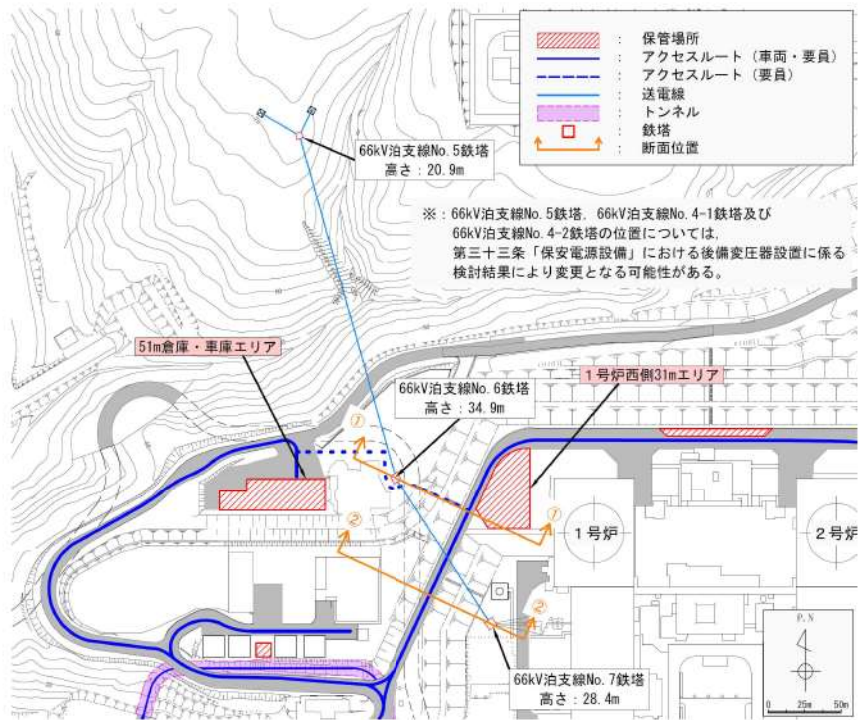 ： 保管場所
： アクセスルート（車両・要員）
： アクセスルート（要員）
： 送電線
： トンネル
： 鉄塔
： 断面位置
66kV泊支線No.5鉄塔
高さ：20.9m
※：66kV泊支線No.5鉄塔，66kV泊支線No.4-1鉄塔及び
66kV泊支線No.4-2鉄塔の位置については，
第三十三条「保安電源設備」における後備変圧器設置に係る
検討結果により変更となる可能性がある。
51m倉庫・車庫エリア
66kV泊支線No.6鉄塔
高さ：34.9m
1号炉西側31mエリア
①
①
②
②
1号炉
2号炉
66kV泊支線No.7鉄塔
高さ：28.4m
P.N
0 25m 50m